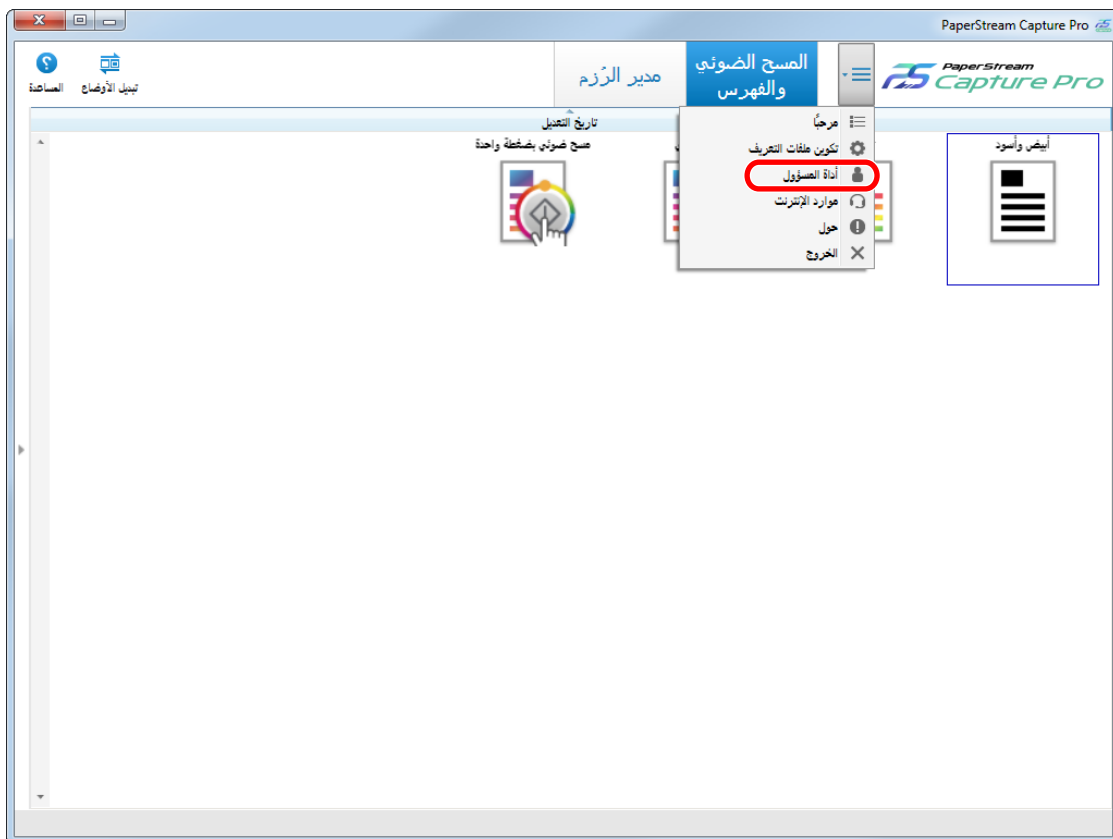 PaperStream Capture Pro
PaperStream
Capture Pro
المسح الضوئي
والفهرس
مدير الرُزم
تبديل الأوضاع
المساعدة
مرحبًا
تكوين ملفات التعريف
أداة المسؤول
موارد الإنترنت
حول
الخروج
تاريخ التعديل
أبيض وأسود
مسح ضوئي بضغطة واحدة